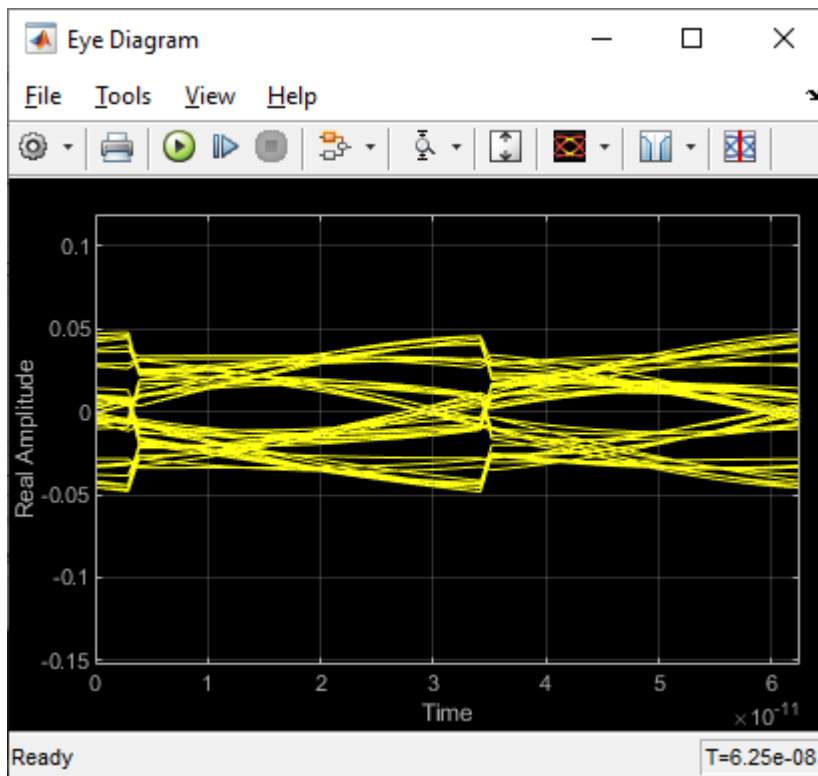 Eye Diagram
File Tools View Help
0.1
0.05
0
-0.05
-0.1
-0.15
Real Amplitude
0 1 2 3 4 5 6
Time
×10⁻¹¹
Ready T=6.25e-08